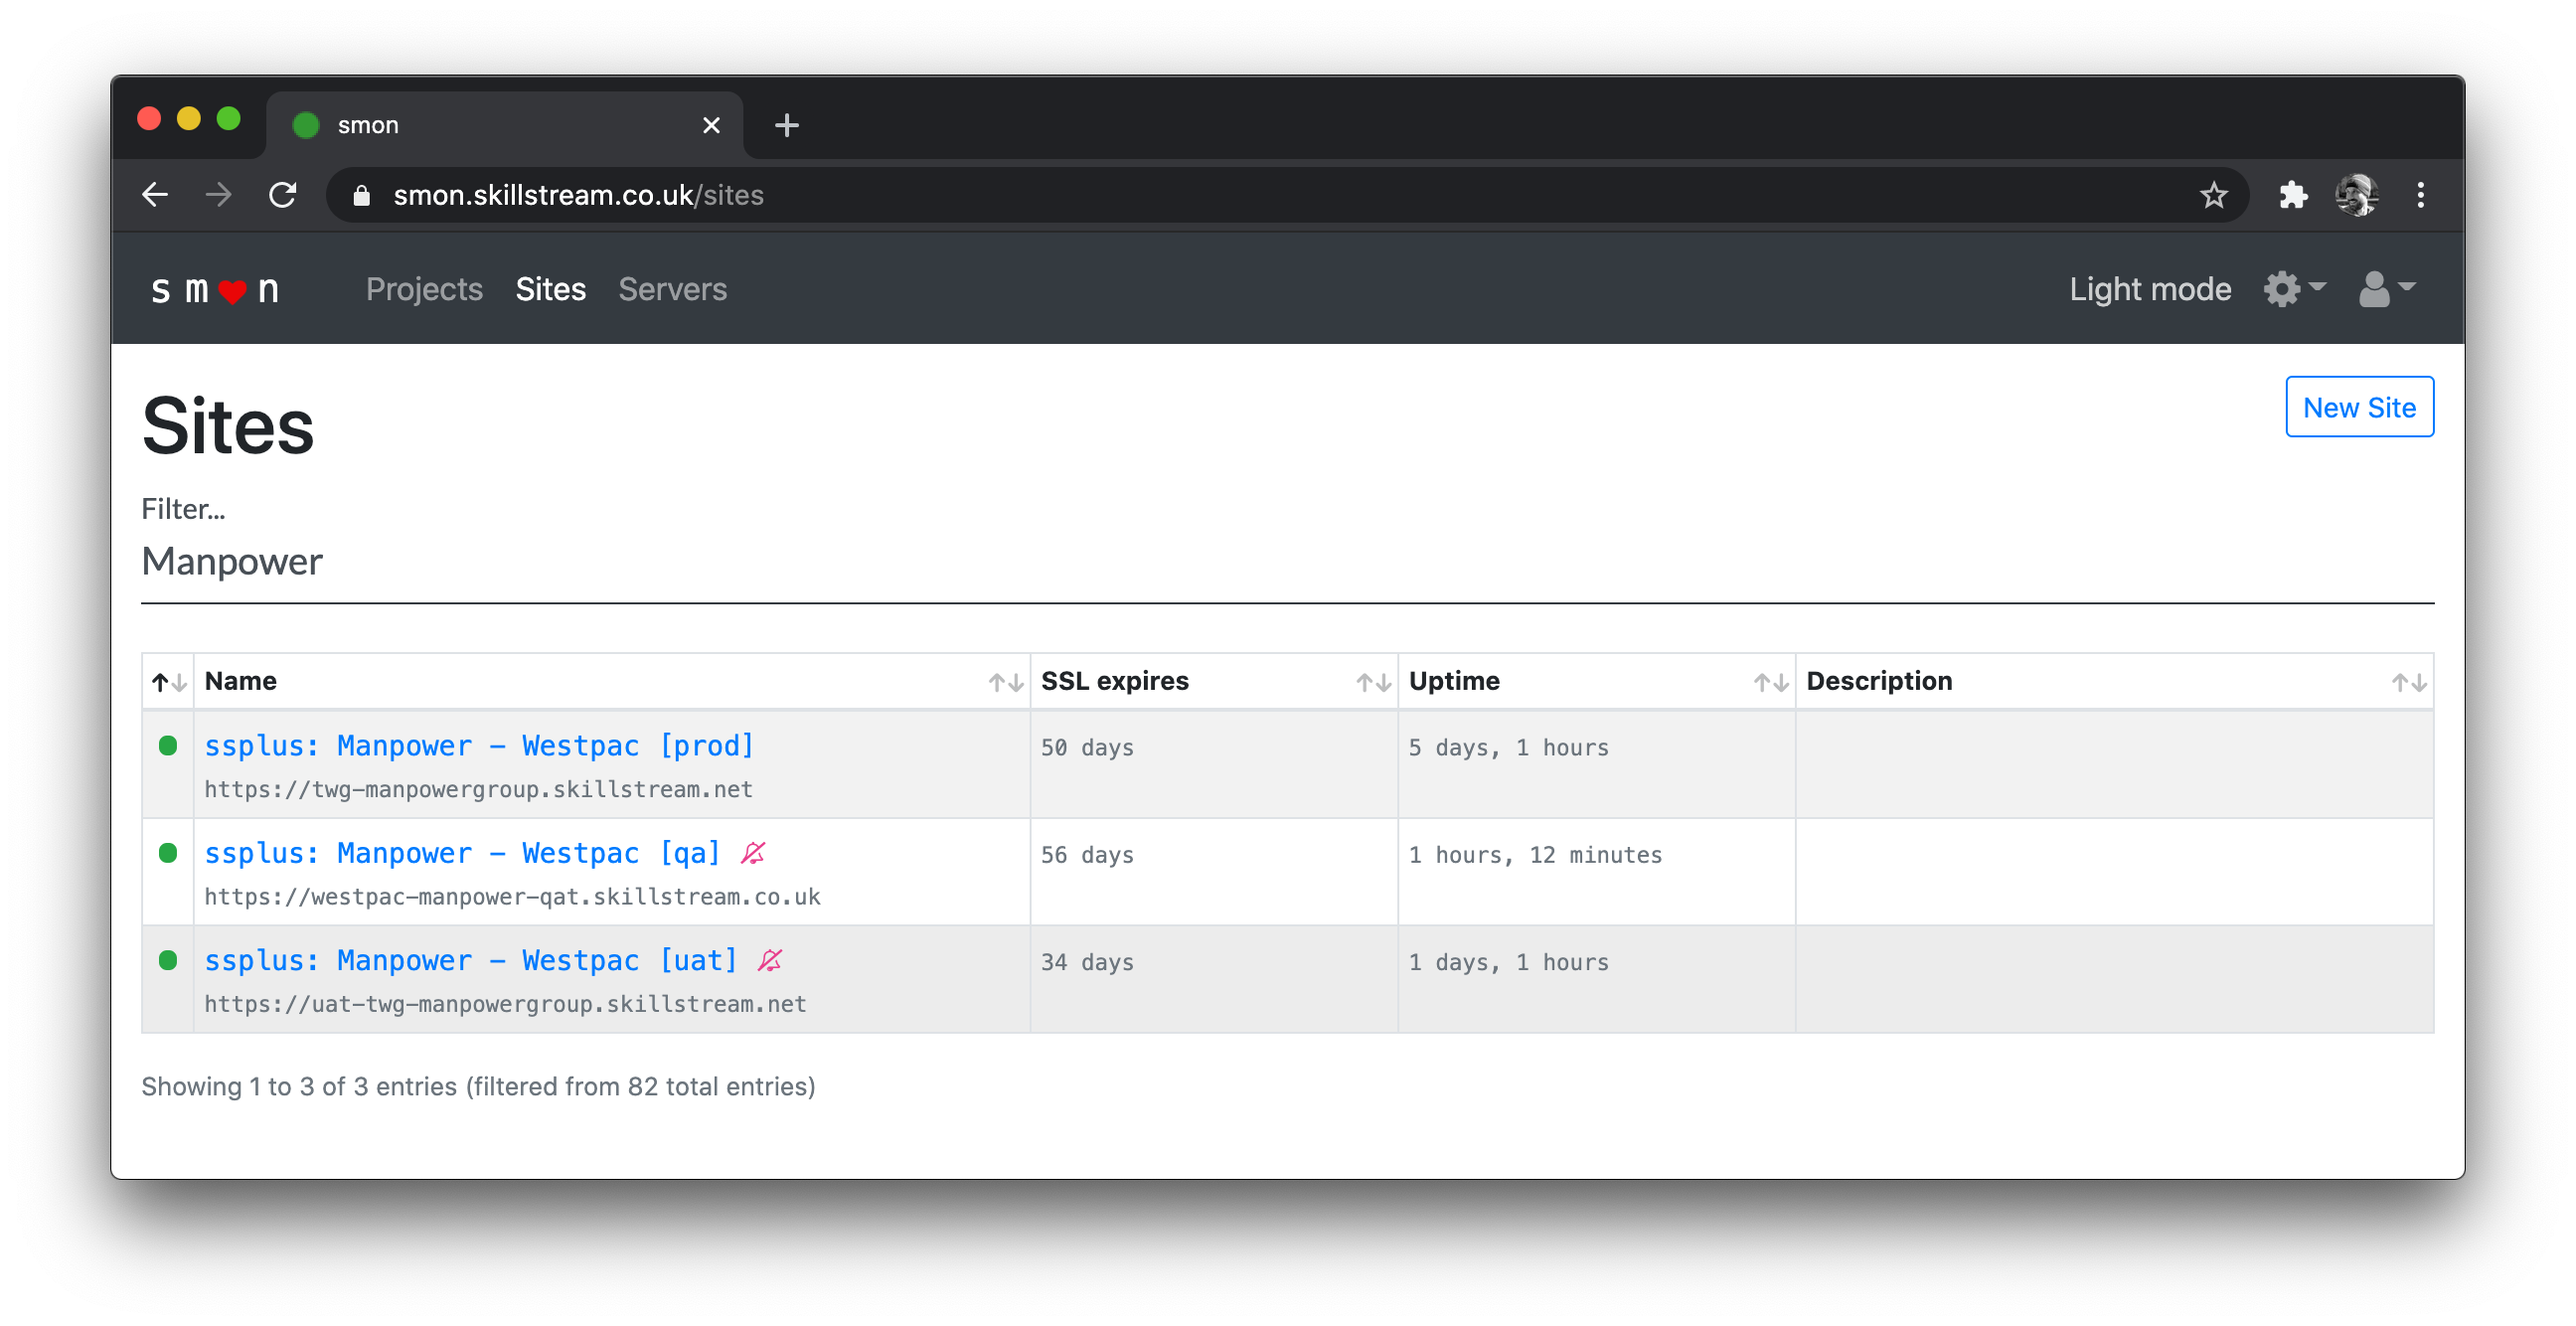 smon
smon.skillstream.co.uk/sites
sm❤n Projects Sites Servers Light mode
Sites
New Site
Filter...
Manpower
Name SSL expires Uptime Description
ssplus: Manpower - Westpac [prod] 50 days 5 days, 1 hours
https://twg-manpowergroup.skillstream.net
ssplus: Manpower - Westpac [qa] 56 days 1 hours, 12 minutes
https://westpac-manpower-qat.skillstream.co.uk
ssplus: Manpower - Westpac [uat] 34 days 1 days, 1 hours
https://uat-twg-manpowergroup.skillstream.net
Showing 1 to 3 of 3 entries (filtered from 82 total entries)